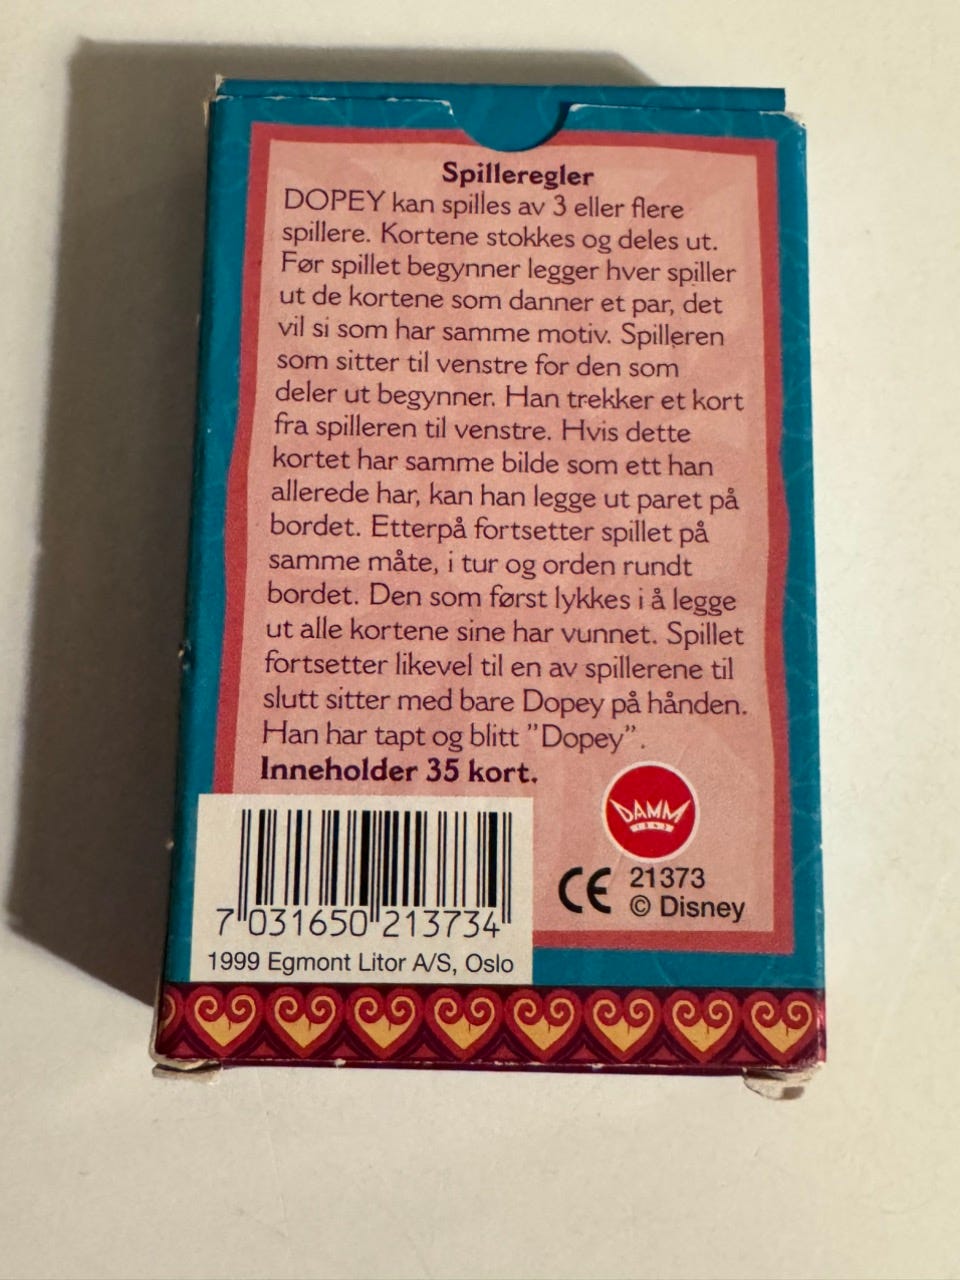 Spilleregler
DOPEY kan spilles av 3 eller flere
spillere. Kortene stokkes og deles ut.
Før spillet begynner legger hver spiller
ut de kortene som danner et par, det
vil si som har samme motiv. Spilleren
som sitter til venstre for den som
deler ut begynner. Han trekker et kort
fra spilleren til venstre. Hvis dette
kortet har samme bilde som ett han
allerede har, kan han legge ut paret på
bordet. Etterpå fortsetter spillet på
samme måte, i tur og orden rundt
bordet. Den som først lykkes i å legge
ut alle kortene sine har vunnet. Spillet
fortsetter likevel til en av spillerene til
slutt sitter med bare Dopey på hånden.
Han har tapt og blitt "Dopey".
Inneholder 35 kort.
DAMM
1843
CE 21373
© Disney
7 031650 213734
1999 Egmont Litor A/S, Oslo